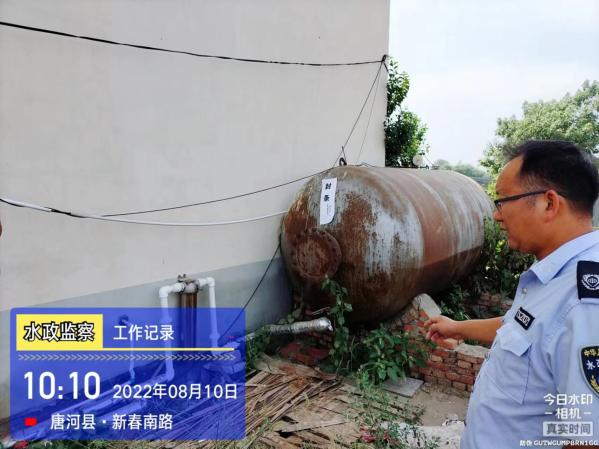 封
条
水政监察 工作记录
10:10 2022年08月10日
唐河县·新春南路
今日水印
相机
真实时间
防伪 GUTWGUMPBRN1GG